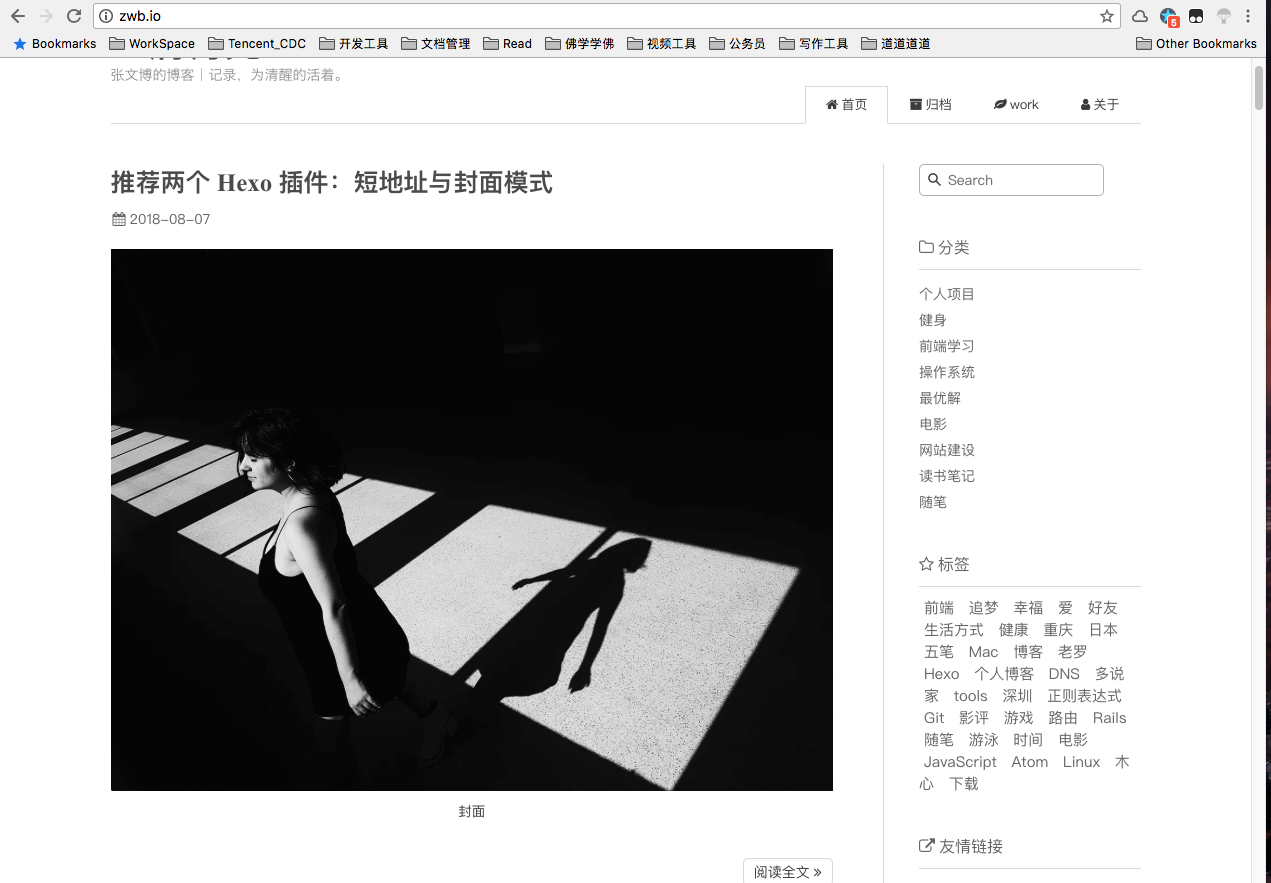 zwb.io
5
Bookmarks WorkSpace Tencent_CDC 开发工具 文档管理 Read 佛学学佛 视频工具 公务员 写作工具 道道道道 Other Bookmarks
张文博的博客｜记录，为清醒的活着。
首页 归档 work 关于
推荐两个 Hexo 插件：短地址与封面模式
2018-08-07
封面
阅读全文 »
Search
分类
个人项目
健身
前端学习
操作系统
最优解
电影
网站建设
读书笔记
随笔
标签
前端 追梦 幸福 爱 好友
生活方式 健康 重庆 日本
五笔 Mac 博客 老罗
Hexo 个人博客 DNS 多说
家 tools 深圳 正则表达式
Git 影评 游戏 路由 Rails
随笔 游泳 时间 电影
JavaScript Atom Linux 木
心 下载
友情链接